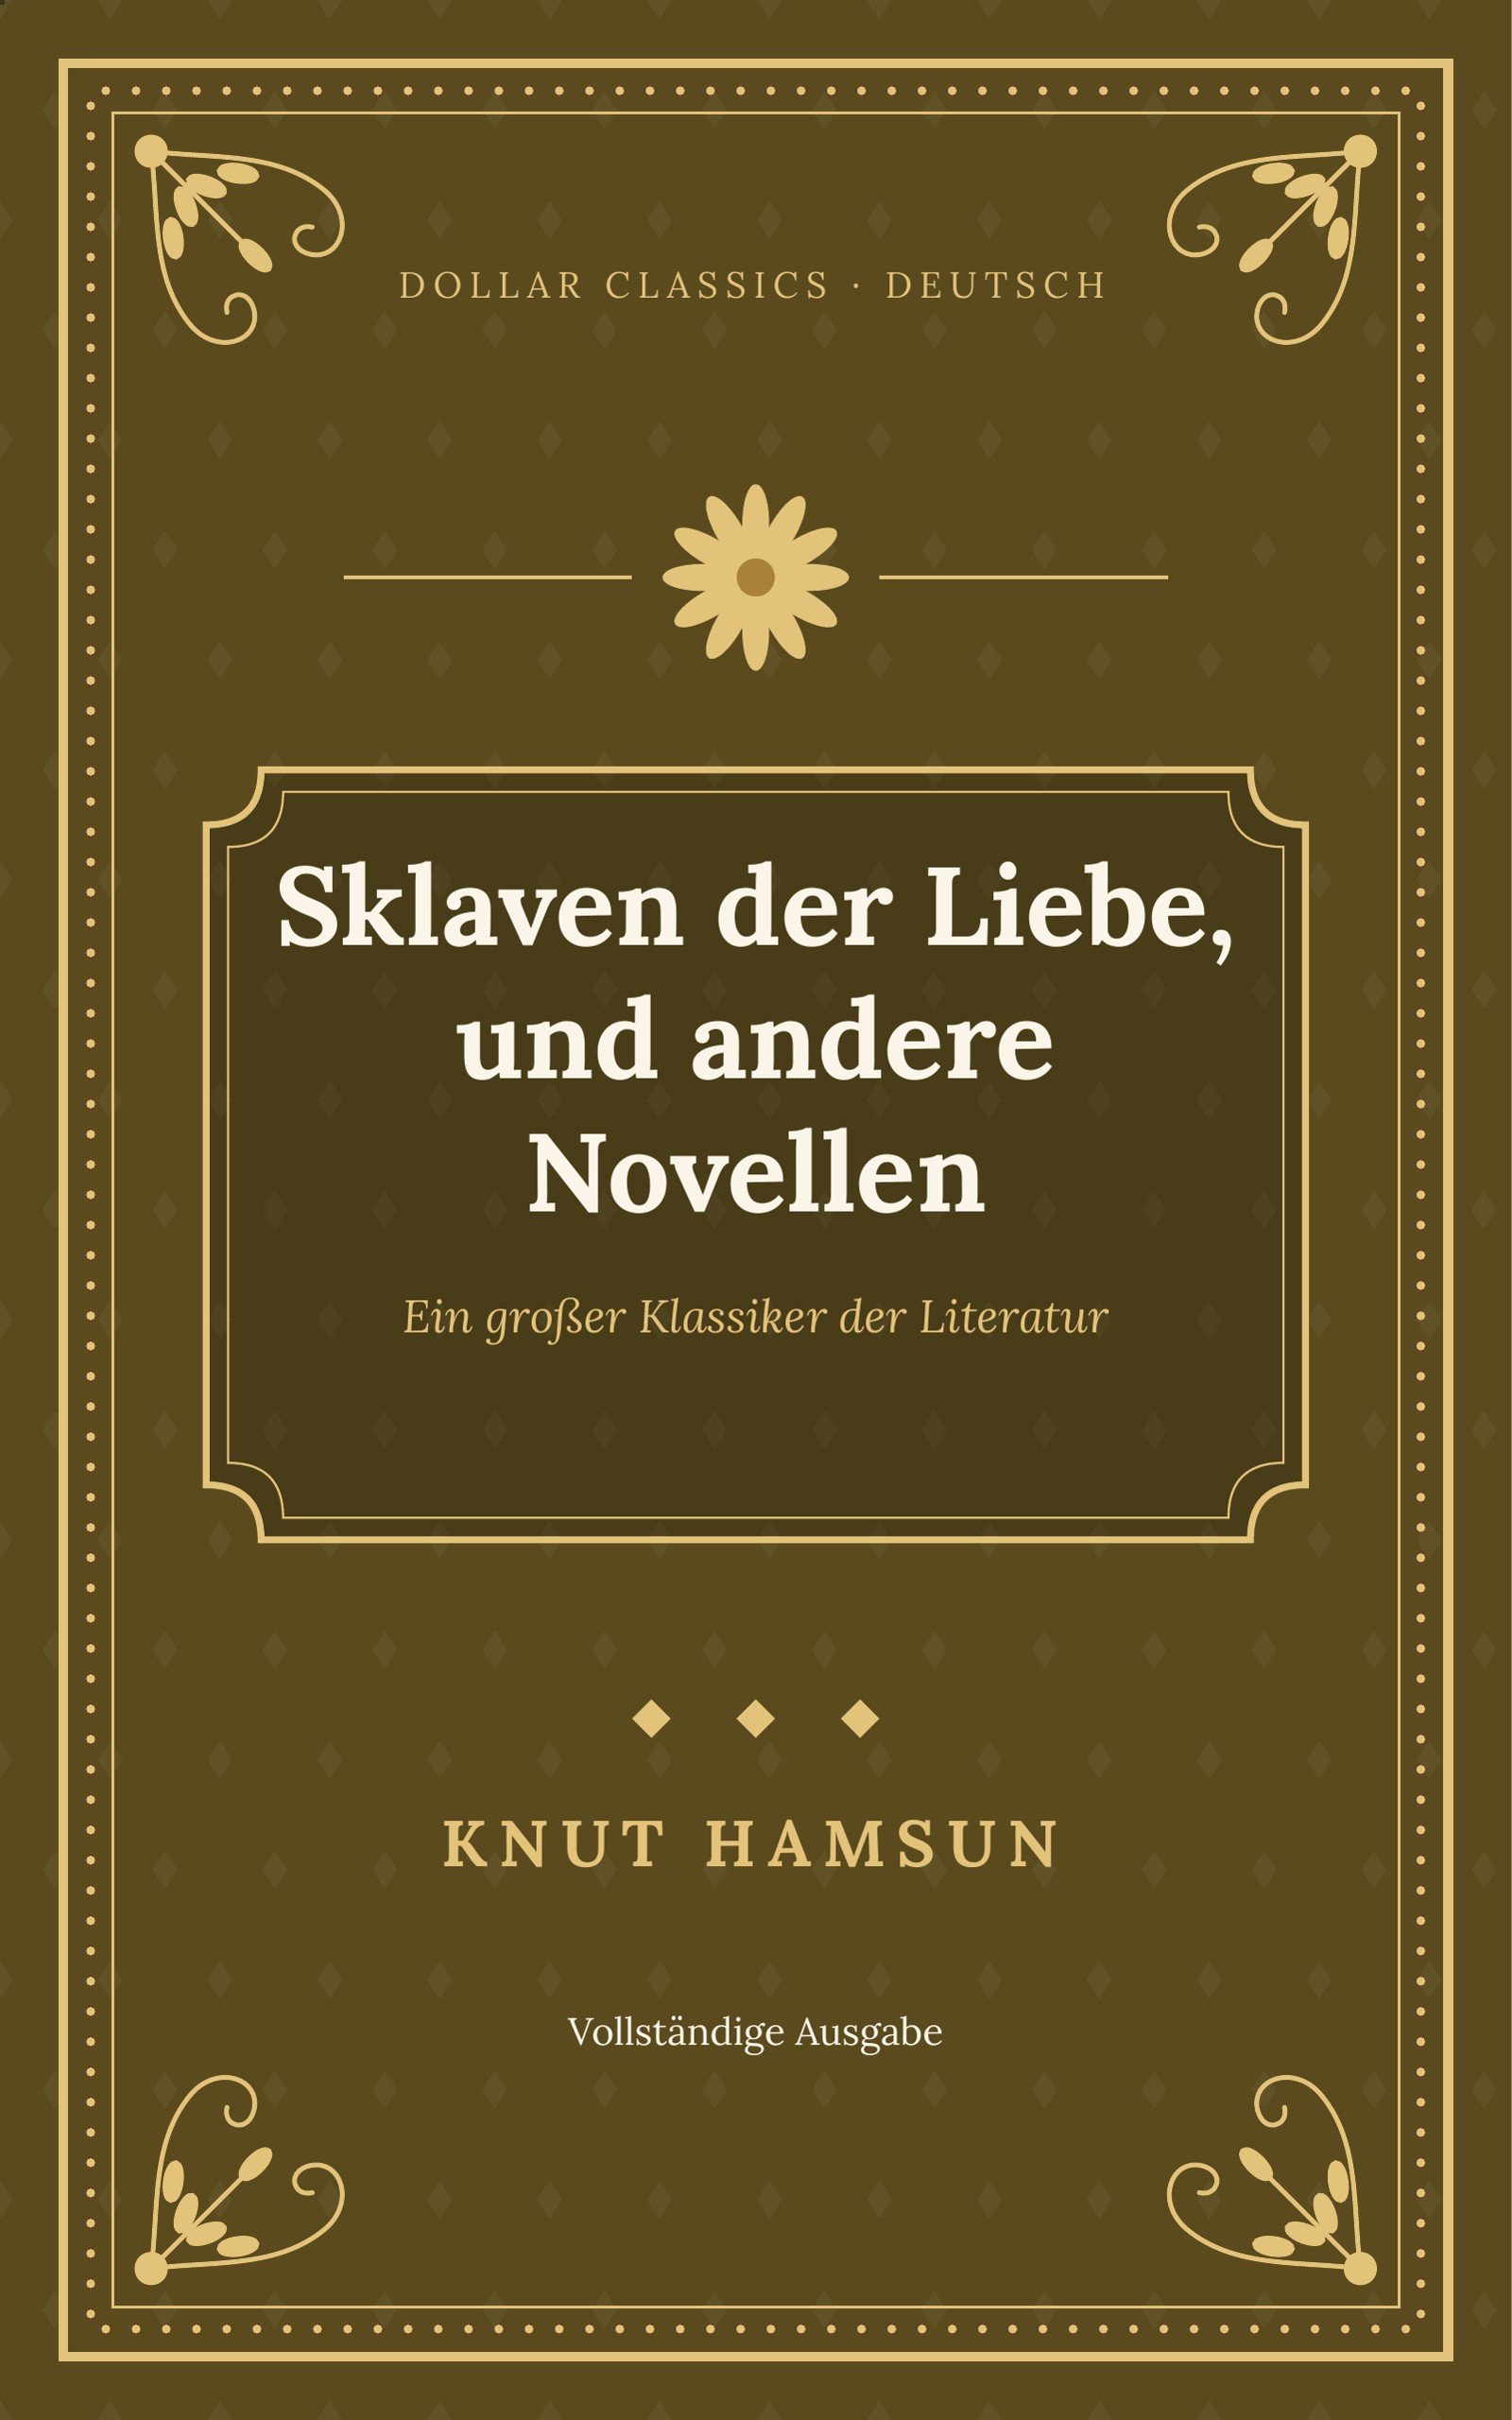 DOLLAR CLASSICS · DEUTSCH
Sklaven der Liebe,
und andere
Novellen
Ein großer Klassiker der Literatur
KNUT HAMSUN
Vollständige Ausgabe